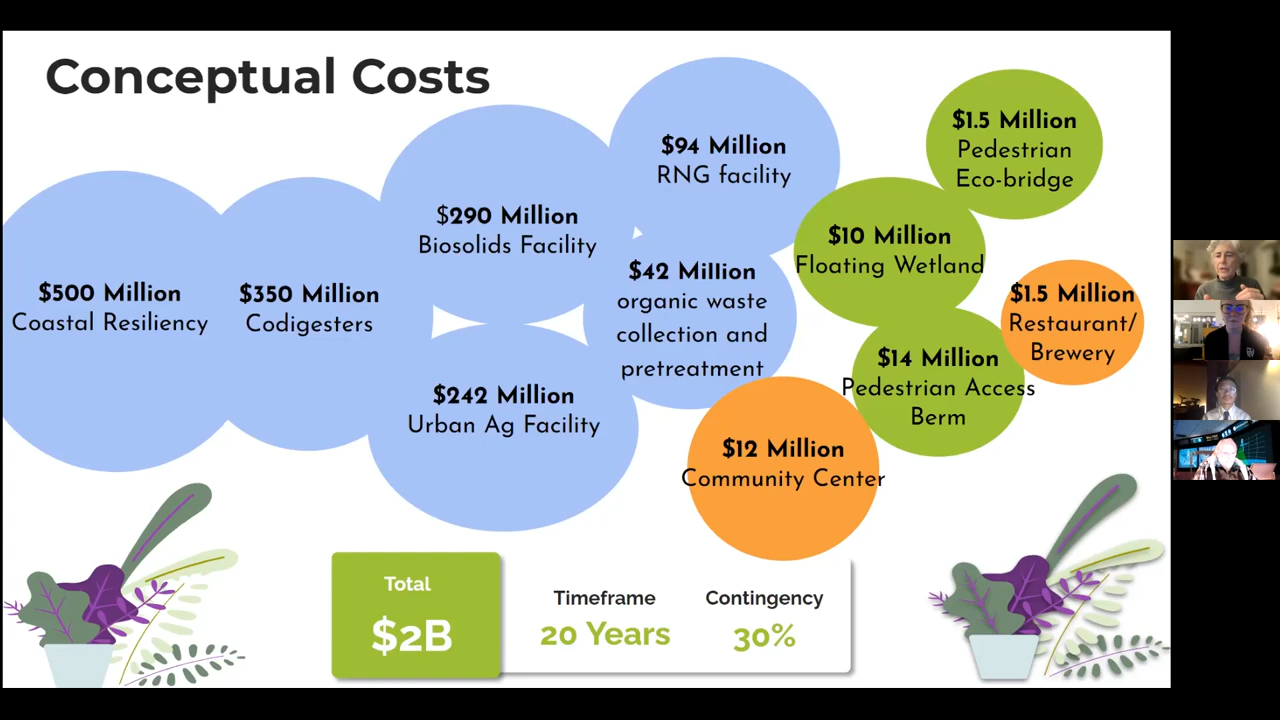 Conceptual Costs
$500 Million
Coastal Resiliency
$350 Million
Codigesters
$290 Million
Biosolids Facility
$242 Million
Urban Ag Facility
$94 Million
RNG facility
$42 Million
organic waste
collection and
pretreatment
$12 Million
Community Center
$10 Million
Floating Wetland
$1.5 Million
Pedestrian
Eco-bridge
$14 Million
Pedestrian Access
Berm
$1.5 Million
Restaurant/
Brewery
Total
$2B
Timeframe
20 Years
Contingency
30%